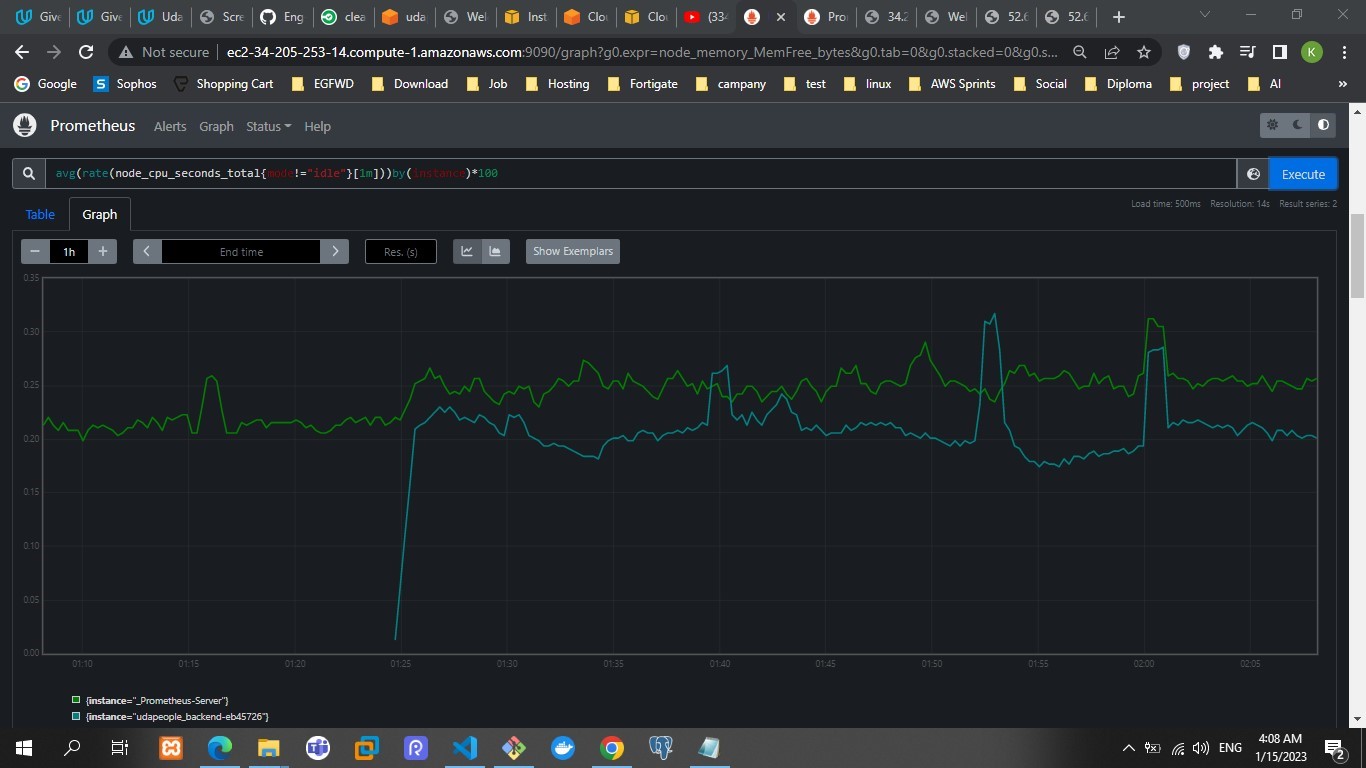 Give
Give
Uda
Scre
Eng
clea
uda
Wel
Inst
Clou
Clou
(334
Pro
34.2
Wel
52.6
52.6
Not secure ec2-34-205-253-14.compute-1.amazonaws.com:9090/graph?g0.expr=node_memory_MemFree_bytes&g0.tab=0&g0.stacked=0&g0.s...
K
Google Sophos Shopping Cart EGFWD Download Job Hosting Fortigate campany test linux AWS Sprints Social Diploma project AI »
Prometheus Alerts Graph Status Help
avg(rate(node_cpu_seconds_total{mode!="idle"}[1m]))by(instance)*100
Execute
Load time: 500ms Resolution: 14s Result series: 2
Table Graph
1h End time Res. (s) Show Exemplars
0.35
0.30
0.25
0.20
0.15
0.10
0.05
0.00
01:10 01:15 01:20 01:25 01:30 01:35 01:40 01:45 01:50 01:55 02:00 02:05
{instance="_Prometheus-Server"}
{instance="udapeople_backend-eb45726"}
ENG
4:08 AM
1/15/2023
2